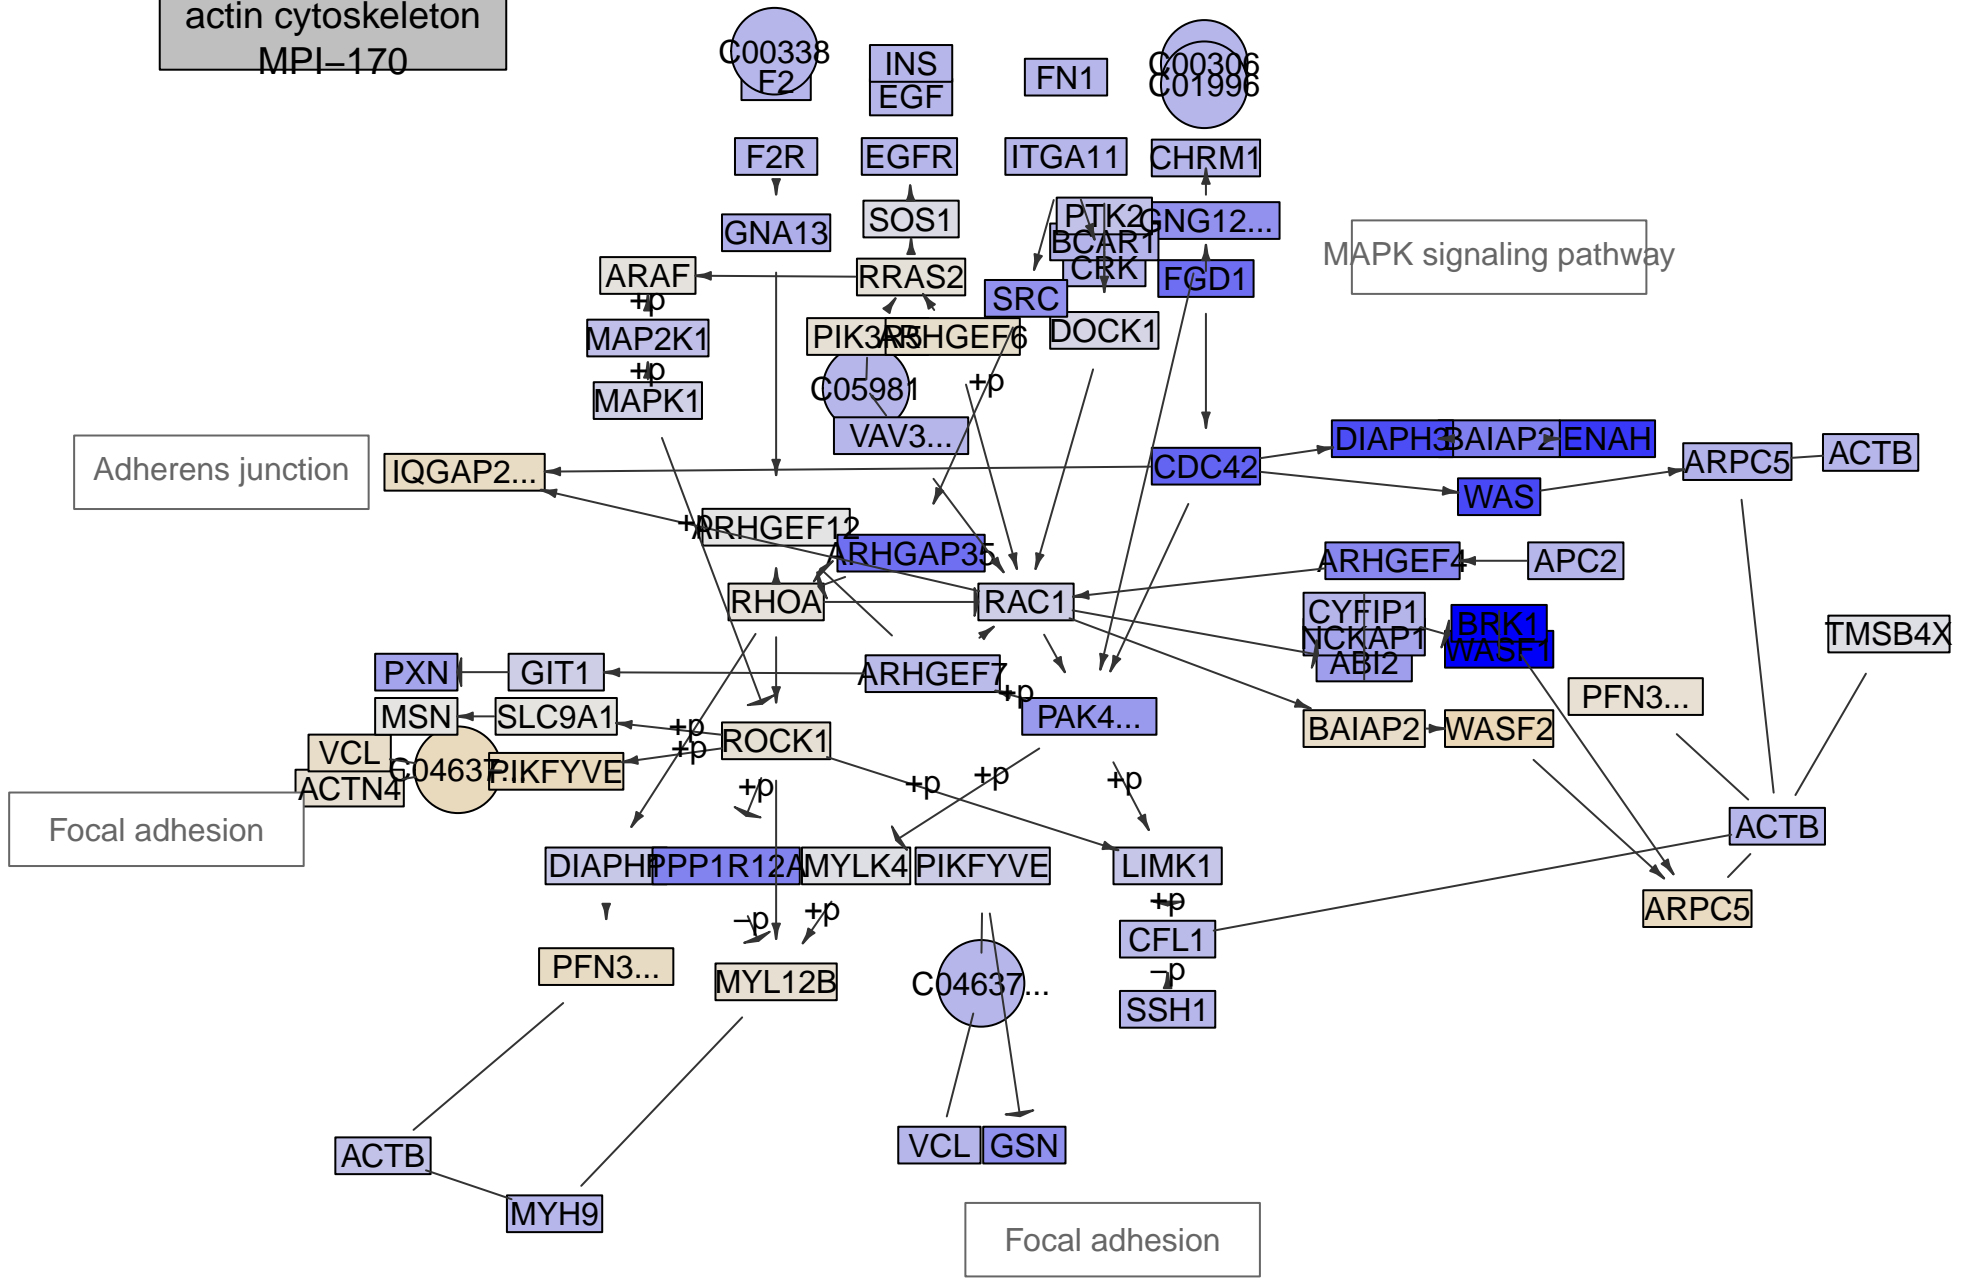 actin cytoskeleton
MPI−170
C00338
F2
INS
EGF
FN1
C00306
C01996
F2R
EGFR
ITGA11
CHRM1
GNA13
SOS1
PTK2
GNG12...
BCAR1
CRK
MAPK signaling pathway
ARAF
RRAS2
SRC
FGD1
+p
MAP2K1
ARHGEF6
DOCK1
+p
MAPK1
C05981
+p
VAV3...
DIAPH3
BAIAP2
ENAH
ARPC5
ACTB
Adherens junction
IQGAP2...
CDC42
WAS
+p
ARHGEF12
ARHGAP35
ARHGEF4
APC2
RHOA
RAC1
CYFIP1
NCKAP1
ABI2
BRK1
WASF1
TMSB4X
PXN
GIT1
ARHGEF7
+p
PFN3...
MSN
SLC9A1
+p
PAK4...
BAIAP2
WASF2
VCL
ACTN4
C04637...
PIKFYVE
+p
ROCK1
+p
+p
+p
+p
Focal adhesion
ACTB
PPP1R12A
MYLK4
PIKFYVE
LIMK1
ARPC5
−p
+p
+p
CFL1
PFN3...
MYL12B
C04637...
−p
SSH1
ACTB
VCL
GSN
MYH9
Focal adhesion